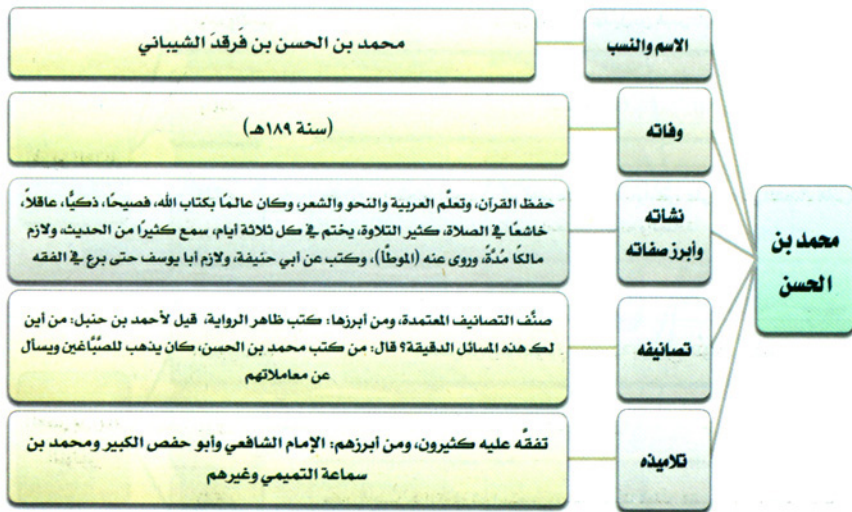 محمد بن الحسن بن فَرقدَ الشيباني
الاسم والنسب
(سنة ١٨٩هـ)
وفاته
حفظ القرآن، وتعلَّم العربية والنحو والشعر، وكان عالمًا بكتاب الله، فصيحًا، ذكيًّا، عاقلاً،
خاشعًا في الصلاة، كثير التلاوة، يختم في كل ثلاثة أيام، سمع كثيرًا من الحديث، ولازم
مالكًا مُدَّةً، وروى عنه (الموطَّأ))، وكتب عن أبي حنيفة، ولازم أبا يوسف حتى برع في الفقه
نشأته
وأبرز صفاته
محمد بن
الحسن
صنَّف التصانيف المعتمدة، ومن أبرزها: كتب ظاهر الرواية، قيل لأحمد بن حنبل: من أين
لك هذه المسائل الدقيقة؟ قال: من كتب محمد بن الحسن، كان يذهب للصَّبَّاغين ويسأل
عن معاملاتهم
تصانيفه
تفقَّه عليه كثيرون، ومن أبرزهم: الإمام الشافعي وأبو حفص الكبير ومحمد بن
سماعة التميمي وغيرهم
تلاميذه